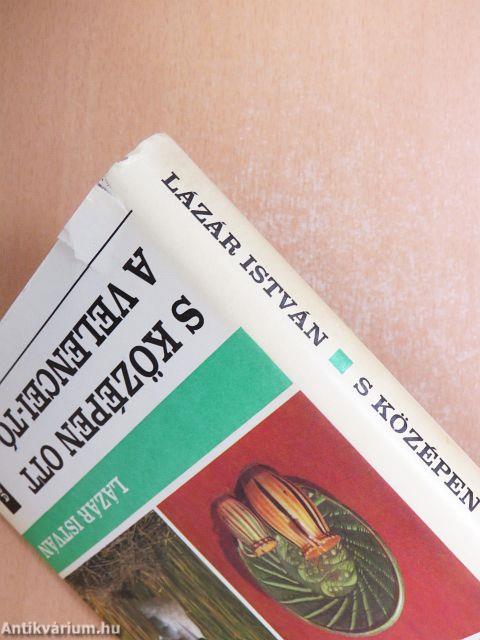 LÁZÁR ISTVÁN ■ S KÖZÉPEN
S KÖZÉPEN OTT
A VELENCEI-TÓ
LÁZÁR ISTVÁN
Antikvárium.hu